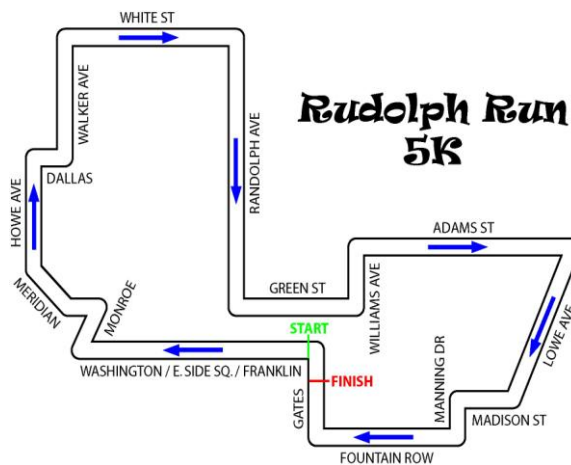 WHITE ST
WALKER AVE
Rudolph Run
5K
RANDOLPH AVE
DALLAS
HOWE AVE
ADAMS ST
MERIDIAN
MONROE
GREEN ST
WILLIAMS AVE
LOWE AVE
START
WASHINGTON / E. SIDE SQ. / FRANKLIN
FINISH
GATES
MANNING DR
MADISON ST
FOUNTAIN ROW